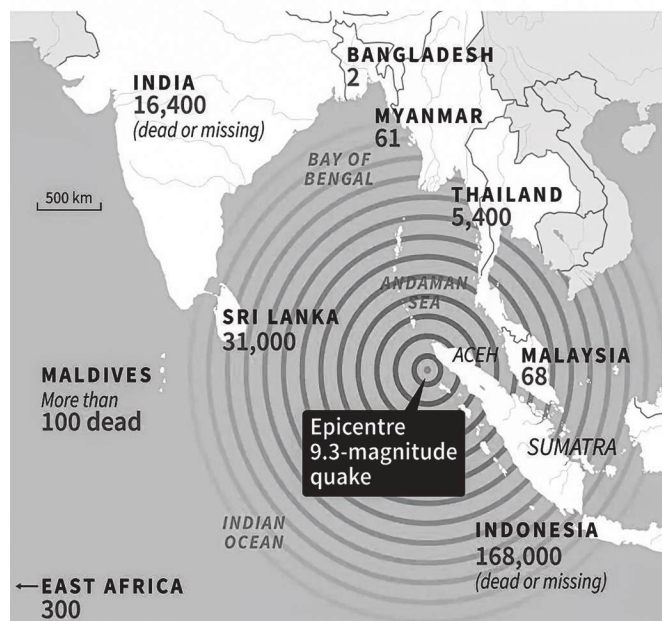 BANGLADESH
2
INDIA
16,400
(dead or missing)
MYANMAR
61
BAY OF
BENGAL
500 km
THAILAND
5,400
ANDAMAN
SEA
SRI LANKA
31,000
ACEH
MALAYSIA
68
MALDIVES
More than
100 dead
Epicentre
9.3-magnitude
quake
SUMATRA
INDIAN
OCEAN
INDONESIA
168,000
(dead or missing)
←EAST AFRICA
300